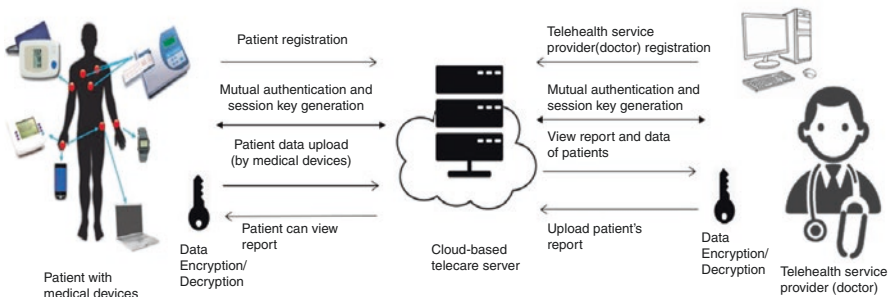 Patient registration
Mutual authentication and
session key generation
Patient data upload
(by medical devices)
Patient can view
report
Data
Encryption/
Decryption
Patient with
medical devices
Cloud-based
telecare server
Telehealth service
provider(doctor) registration
Mutual authentication and
session key generation
View report and data
of patients
Upload patient's
report
Data
Encryption/
Decryption
Telehealth service
provider (doctor)